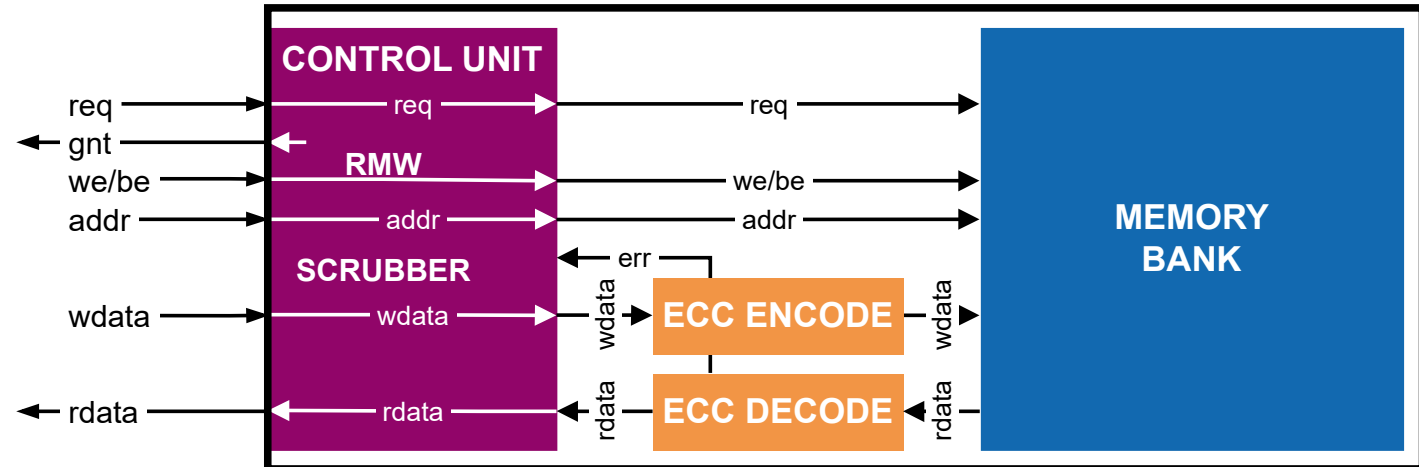 CONTROL UNIT
req req req
gnt
RMW
we/be we/be
addr addr addr
MEMORY
BANK
err
SCRUBBER
wdata wdata wdata ECC ENCODE wdata
rdata rdata rdata ECC DECODE rdata